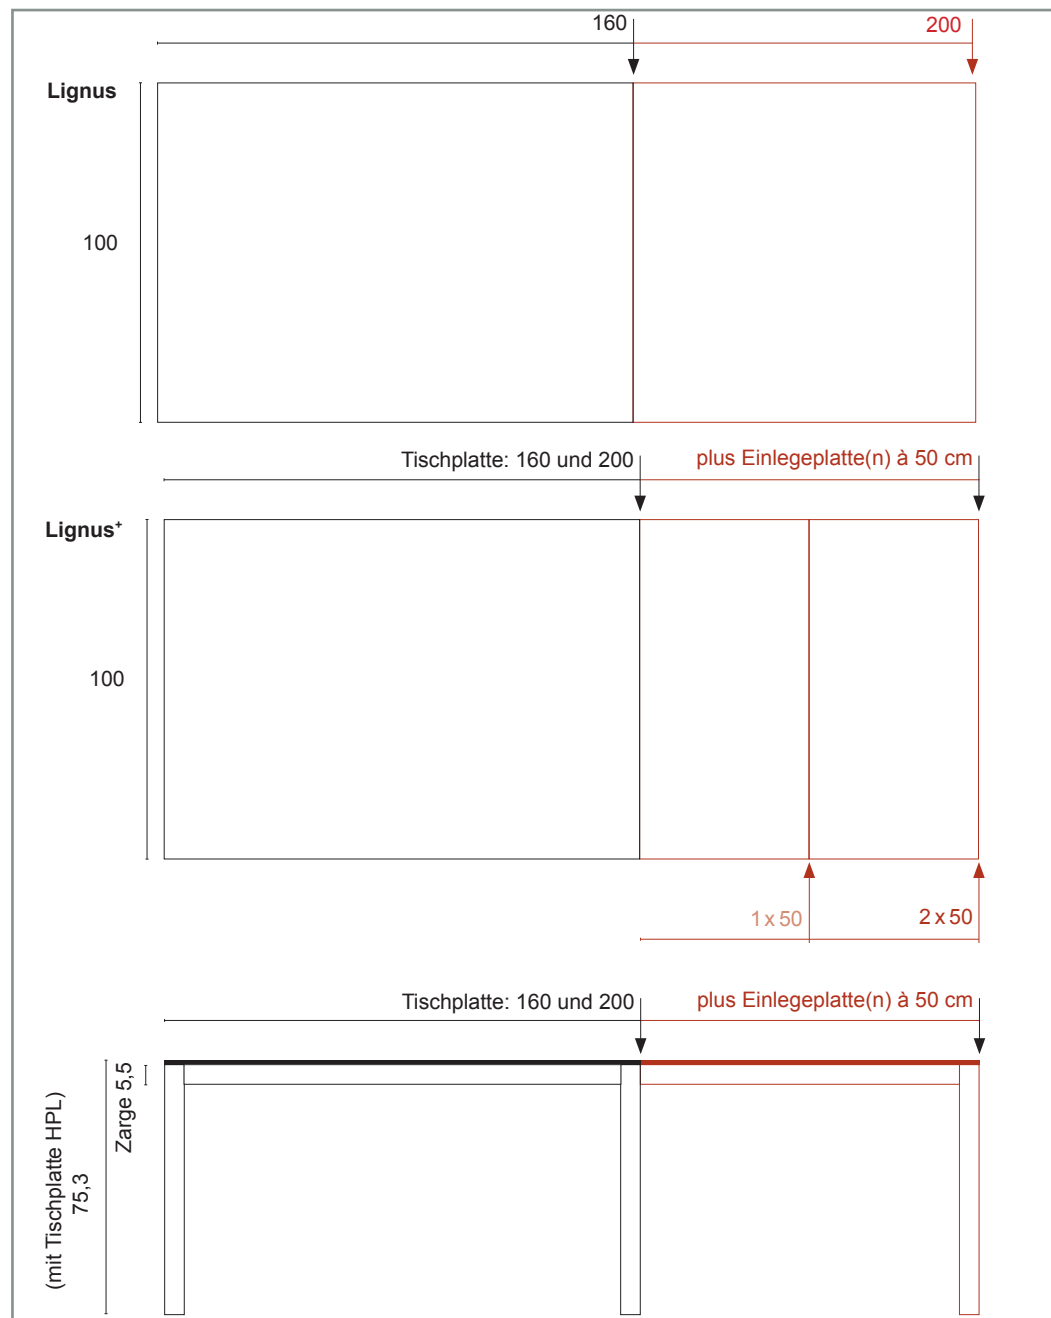 160
200
Lignus
100
Tischplatte: 160 und 200
plus Einlegeplatte(n) à 50 cm
Lignus⁺
100
1 x 50
2 x 50
Tischplatte: 160 und 200
plus Einlegeplatte(n) à 50 cm
Zarge 5,5
(mit Tischplatte HPL)
75,3